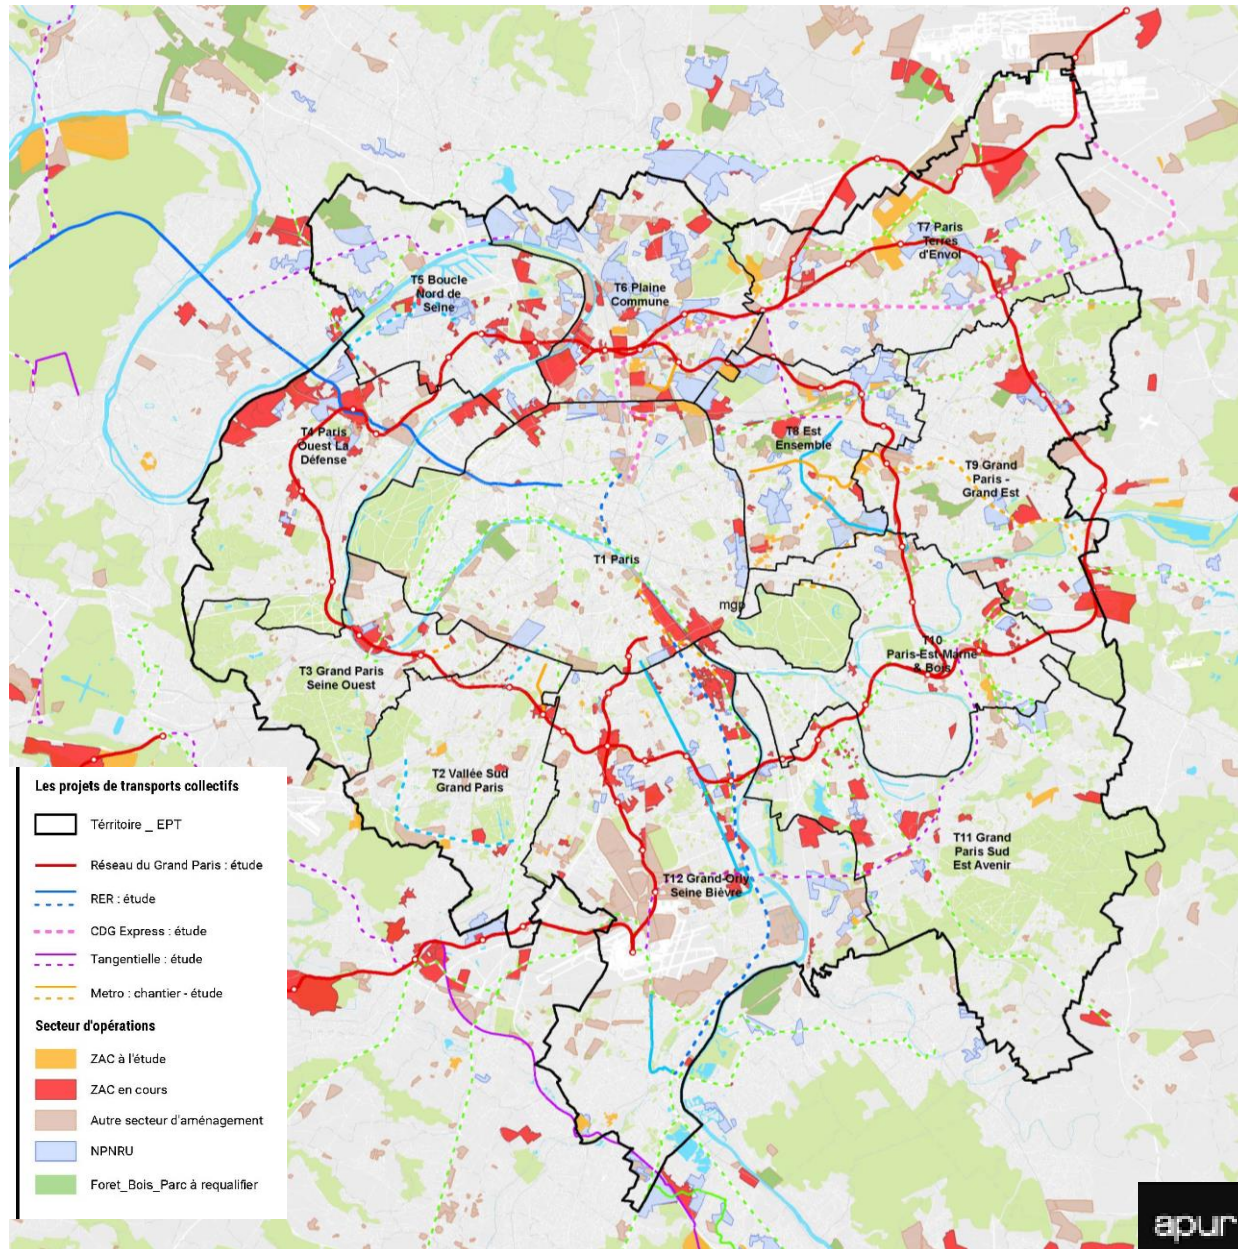 T7 Paris
Terres
d'Envol
T5 Boucle
Nord de
Seine
T6 Plaine
Commune
T4 Paris
Ouest La
Défense
T8 Est
Ensemble
T9 Grand
Paris -
Grand Est
T1 Paris
mgp
T10
Paris-Est-Marne
& Bois
T3 Grand Paris
Seine Ouest
T2 Vallée Sud
Grand Paris
T11 Grand
Paris Sud
Est Avenir
T12 Grand-Orly
Seine Bièvre
Les projets de transports collectifs
Térritoire _ EPT
Réseau du Grand Paris : étude
RER : étude
CDG Express : étude
Tangentielle : étude
Metro : chantier - étude
Secteur d'opérations
ZAC à l'étude
ZAC en cours
Autre secteur d'aménagement
NPNRU
Foret_Bois_Parc à requalifier
apur